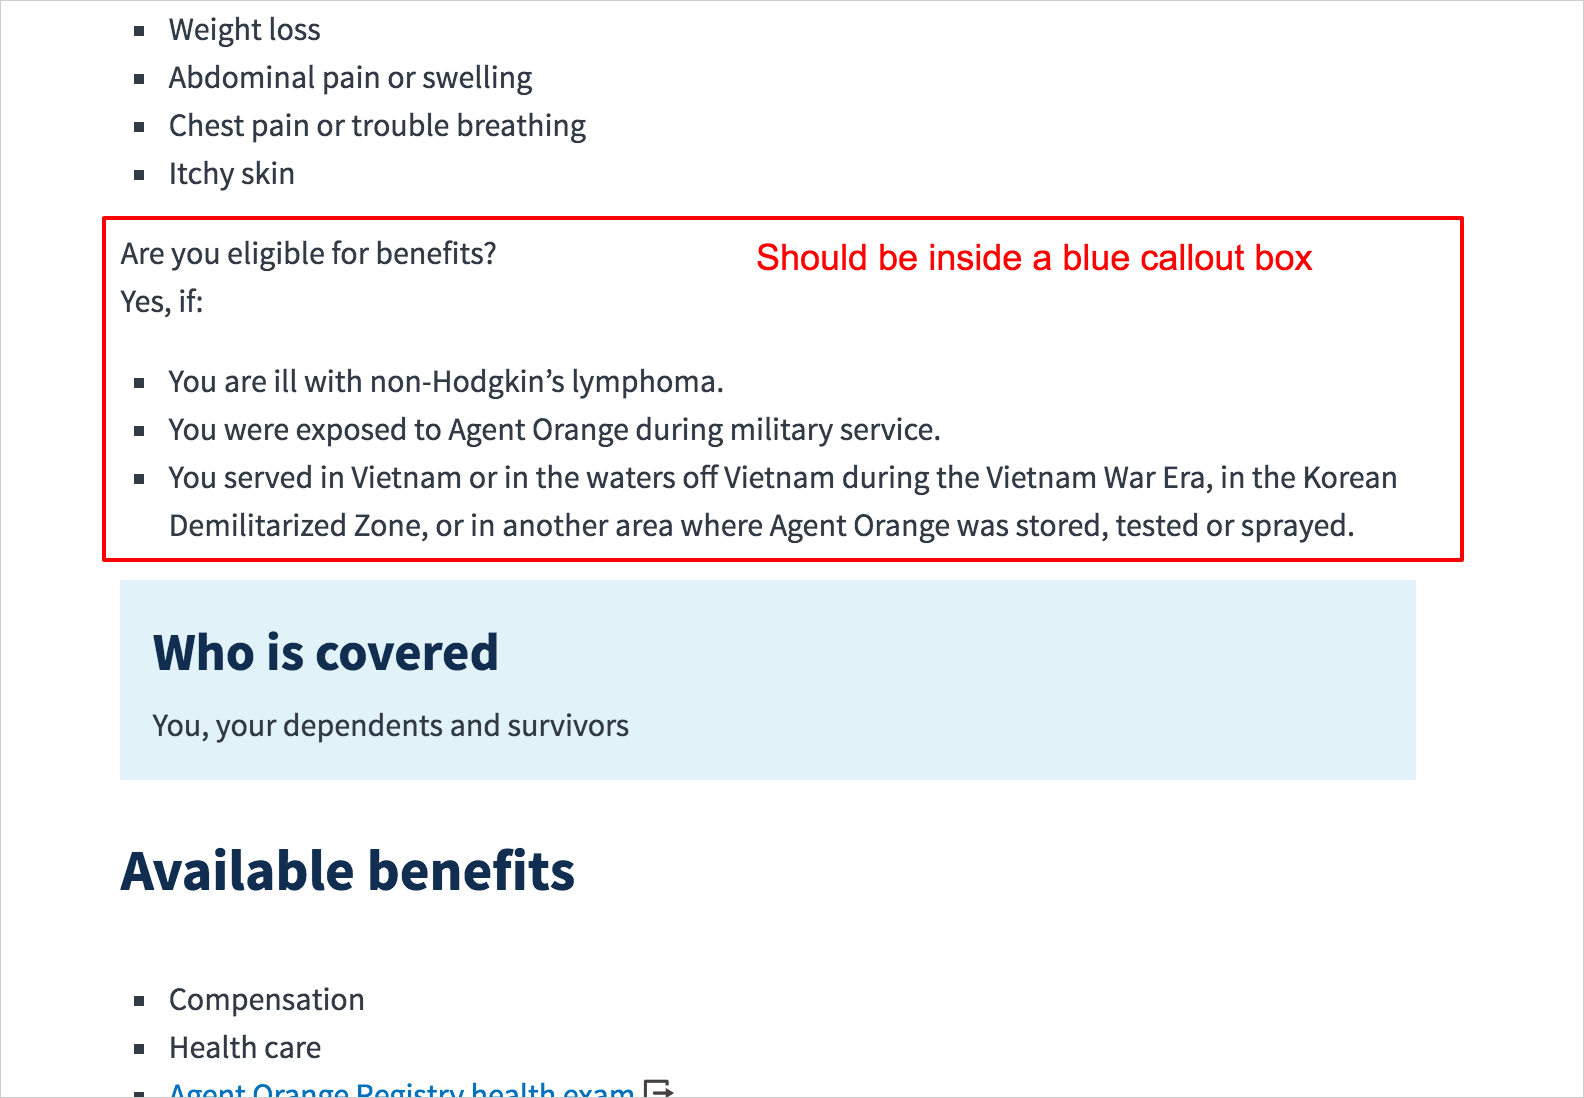 Weight loss
Abdominal pain or swelling
Chest pain or trouble breathing
Itchy skin
Are you eligible for benefits?
Should be inside a blue callout box
Yes, if:
You are ill with non-Hodgkin’s lymphoma.
You were exposed to Agent Orange during military service.
You served in Vietnam or in the waters off Vietnam during the Vietnam War Era, in the Korean
Demilitarized Zone, or in another area where Agent Orange was stored, tested or sprayed.
Who is covered
You, your dependents and survivors
Available benefits
Compensation
Health care
Agent Orange Registry health exam